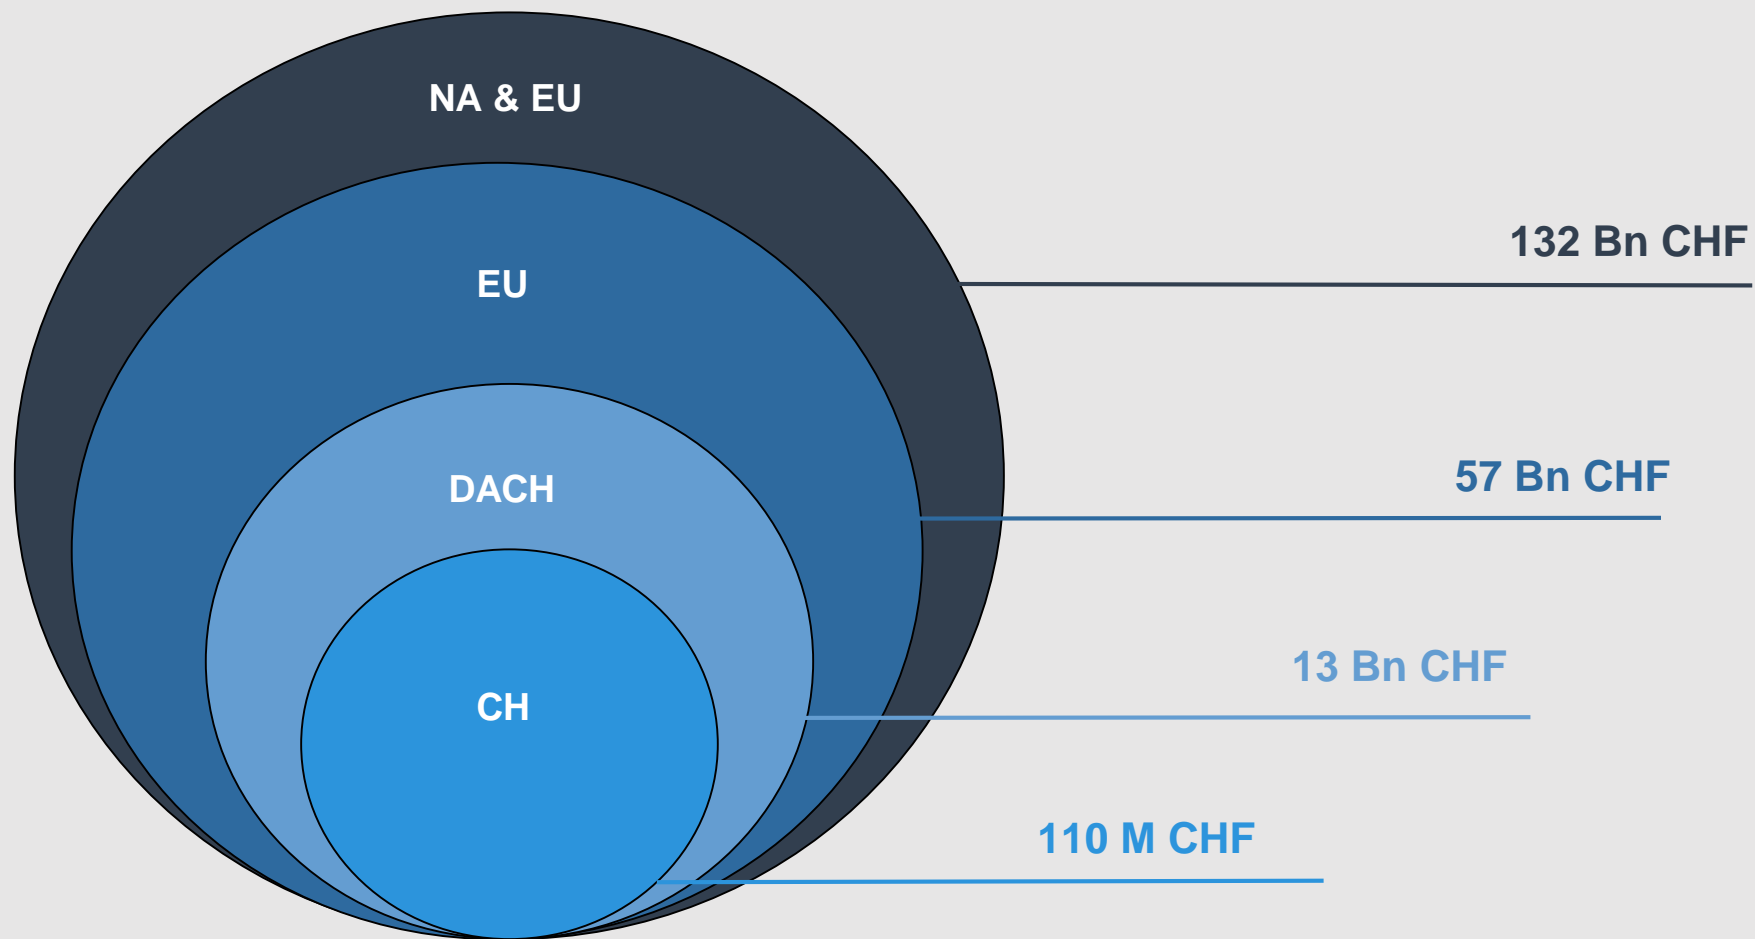 NA & EU
132 Bn CHF
EU
57 Bn CHF
DACH
13 Bn CHF
CH
110 M CHF